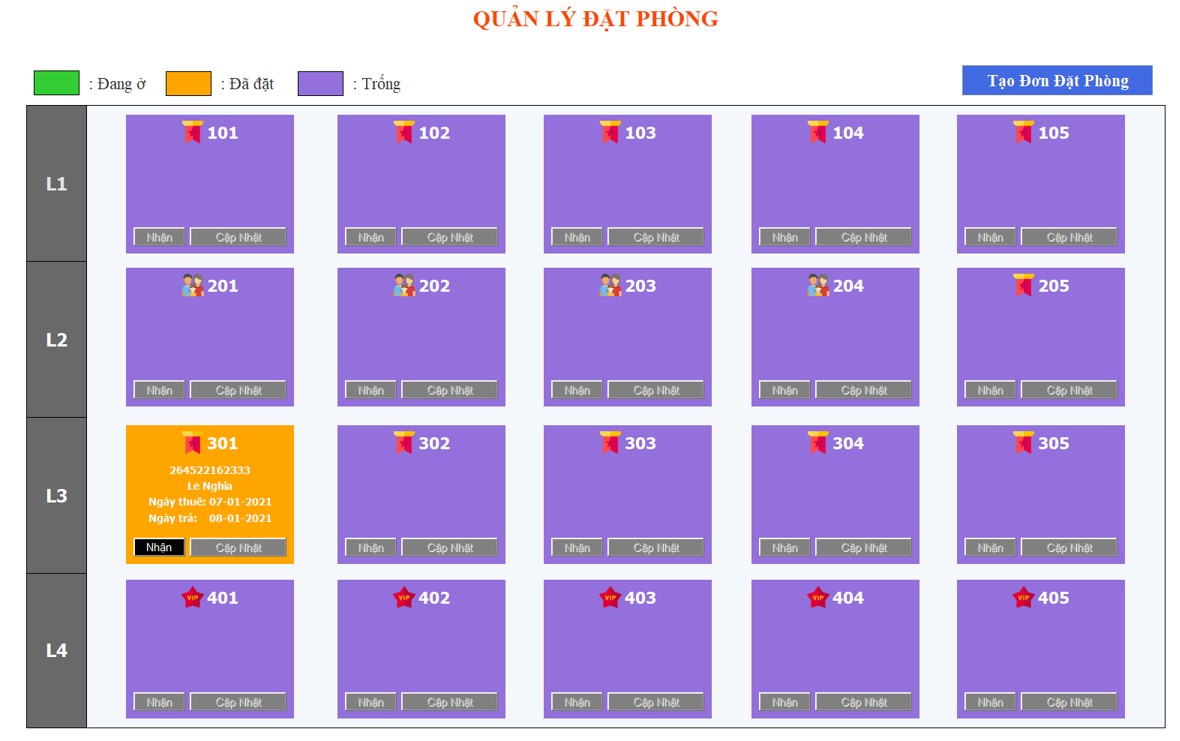 QUẢN LÝ ĐẶT PHÒNG
: Đang ở : Đã đặt : Trống Tạo Đơn Đặt Phòng
L1
101 102 103 104 105
Nhận Cập Nhật Nhận Cập Nhật Nhận Cập Nhật Nhận Cập Nhật Nhận Cập Nhật
L2
201 202 203 204 205
Nhận Cập Nhật Nhận Cập Nhật Nhận Cập Nhật Nhận Cập Nhật Nhận Cập Nhật
L3
301 302 303 304 305
264522162333
Le Nghia
Ngày thuê: 07-01-2021
Ngày trả: 08-01-2021
Nhận Cập Nhật Nhận Cập Nhật Nhận Cập Nhật Nhận Cập Nhật Nhận Cập Nhật
L4
VIP 401 VIP 402 VIP 403 VIP 404 VIP 405
Nhận Cập Nhật Nhận Cập Nhật Nhận Cập Nhật Nhận Cập Nhật Nhận Cập Nhật